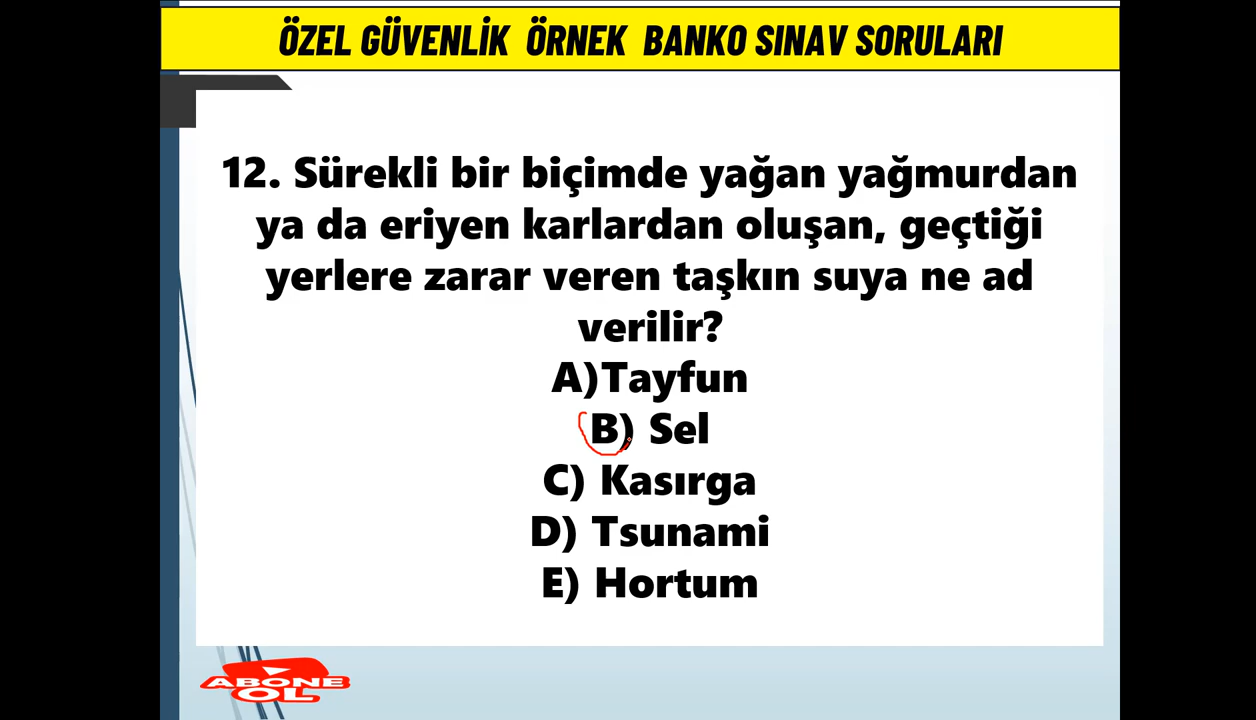 ÖZEL GÜVENLİK ÖRNEK BANKO SINAV SORULARI
12. Sürekli bir biçimde yağan yağmurdan
ya da eriyen karlardan oluşan, geçtiği
yerlere zarar veren taşkın suya ne ad
verilir?
A)Tayfun
B) Sel
C) Kasırga
D) Tsunami
E) Hortum
ABONE
OL